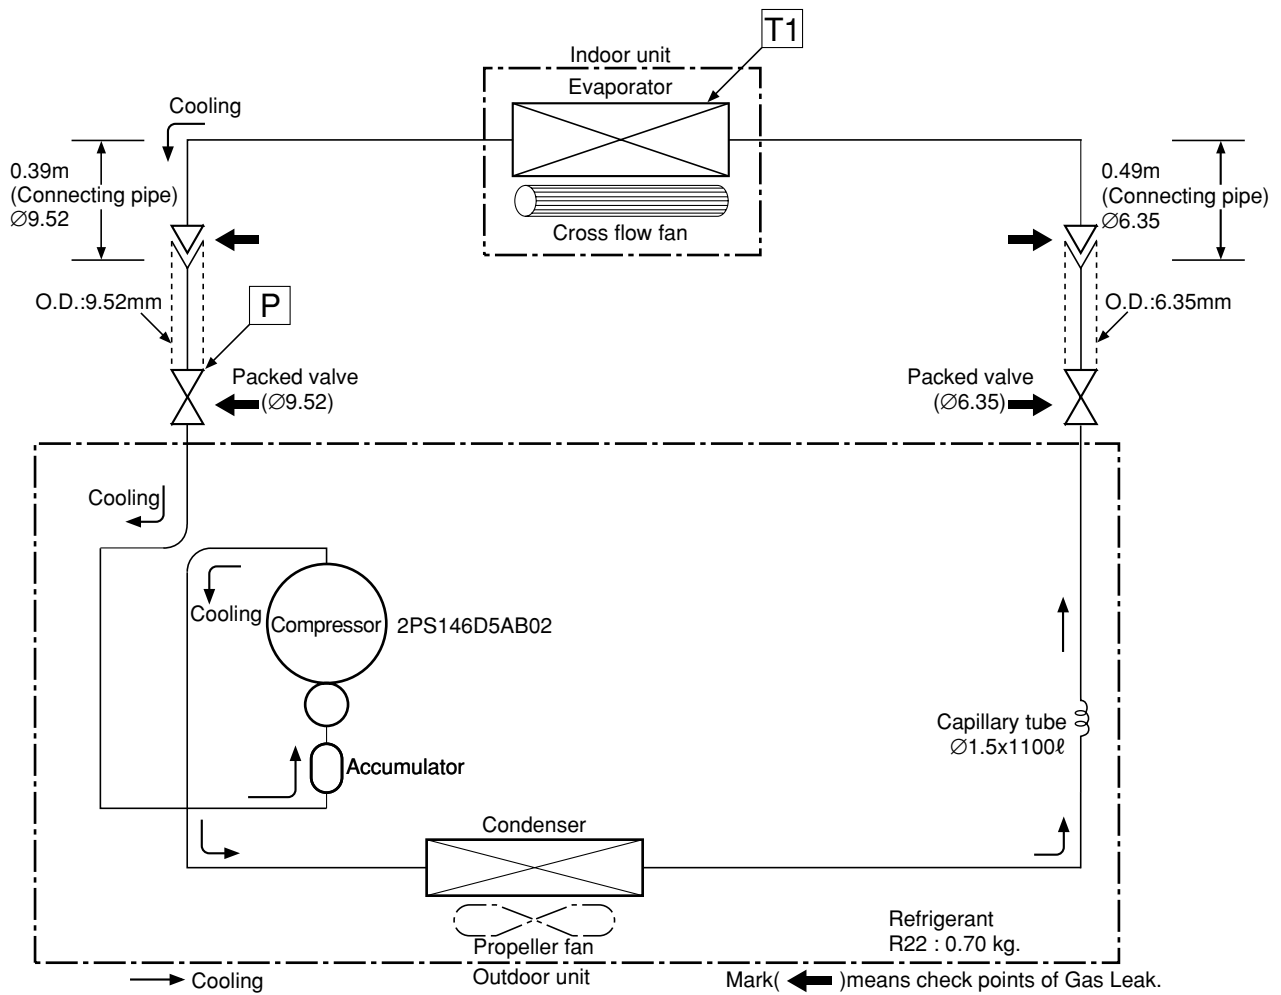 T1
Indoor unit
Evaporator
Cooling
0.39m
(Connecting pipe)
∅9.52
0.49m
(Connecting pipe)
∅6.35
Cross flow fan
O.D.:9.52mm
P
O.D.:6.35mm
Packed valve
(∅9.52)
Packed valve
(∅6.35)
Cooling
Cooling
Compressor
2PS146D5AB02
Capillary tube
∅1.5x1100ℓ
Accumulator
Condenser
Propeller fan
Refrigerant
R22 : 0.70 kg.
Cooling
Outdoor unit
Mark( )means check points of Gas Leak.